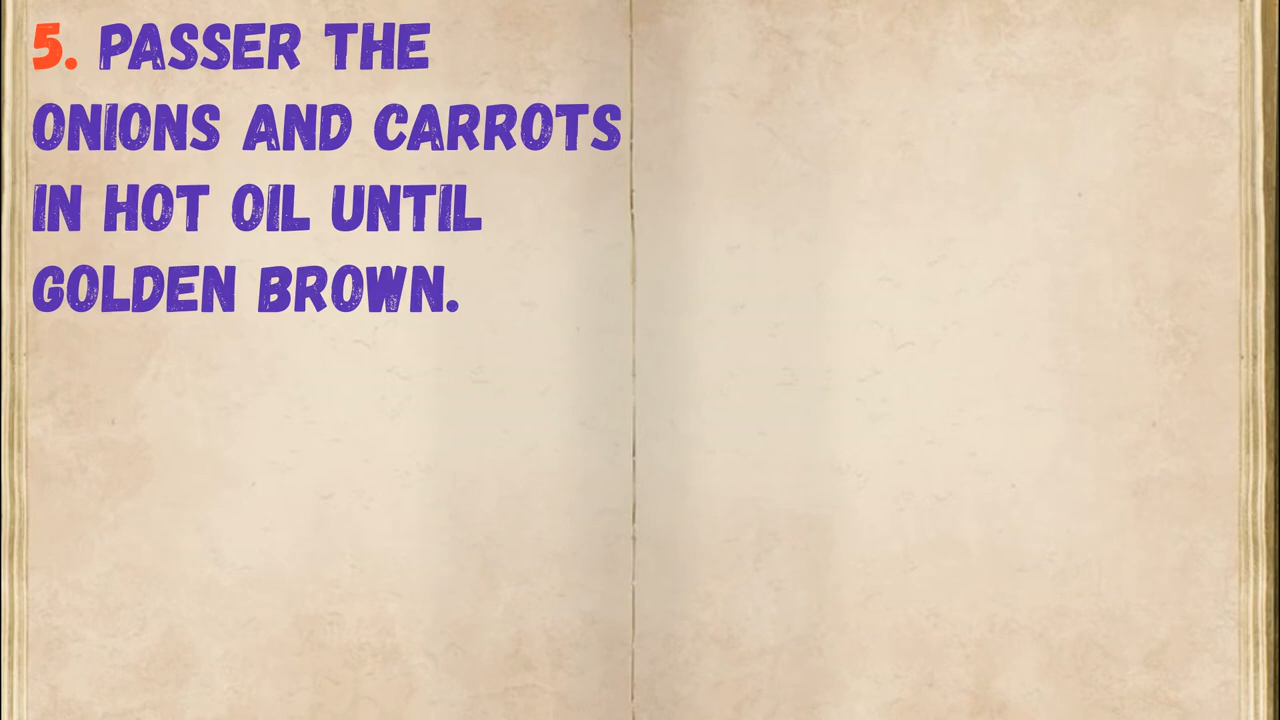 5. PASSER THE
ONIONS AND CARROTS
IN HOT OIL UNTIL
GOLDEN BROWN.